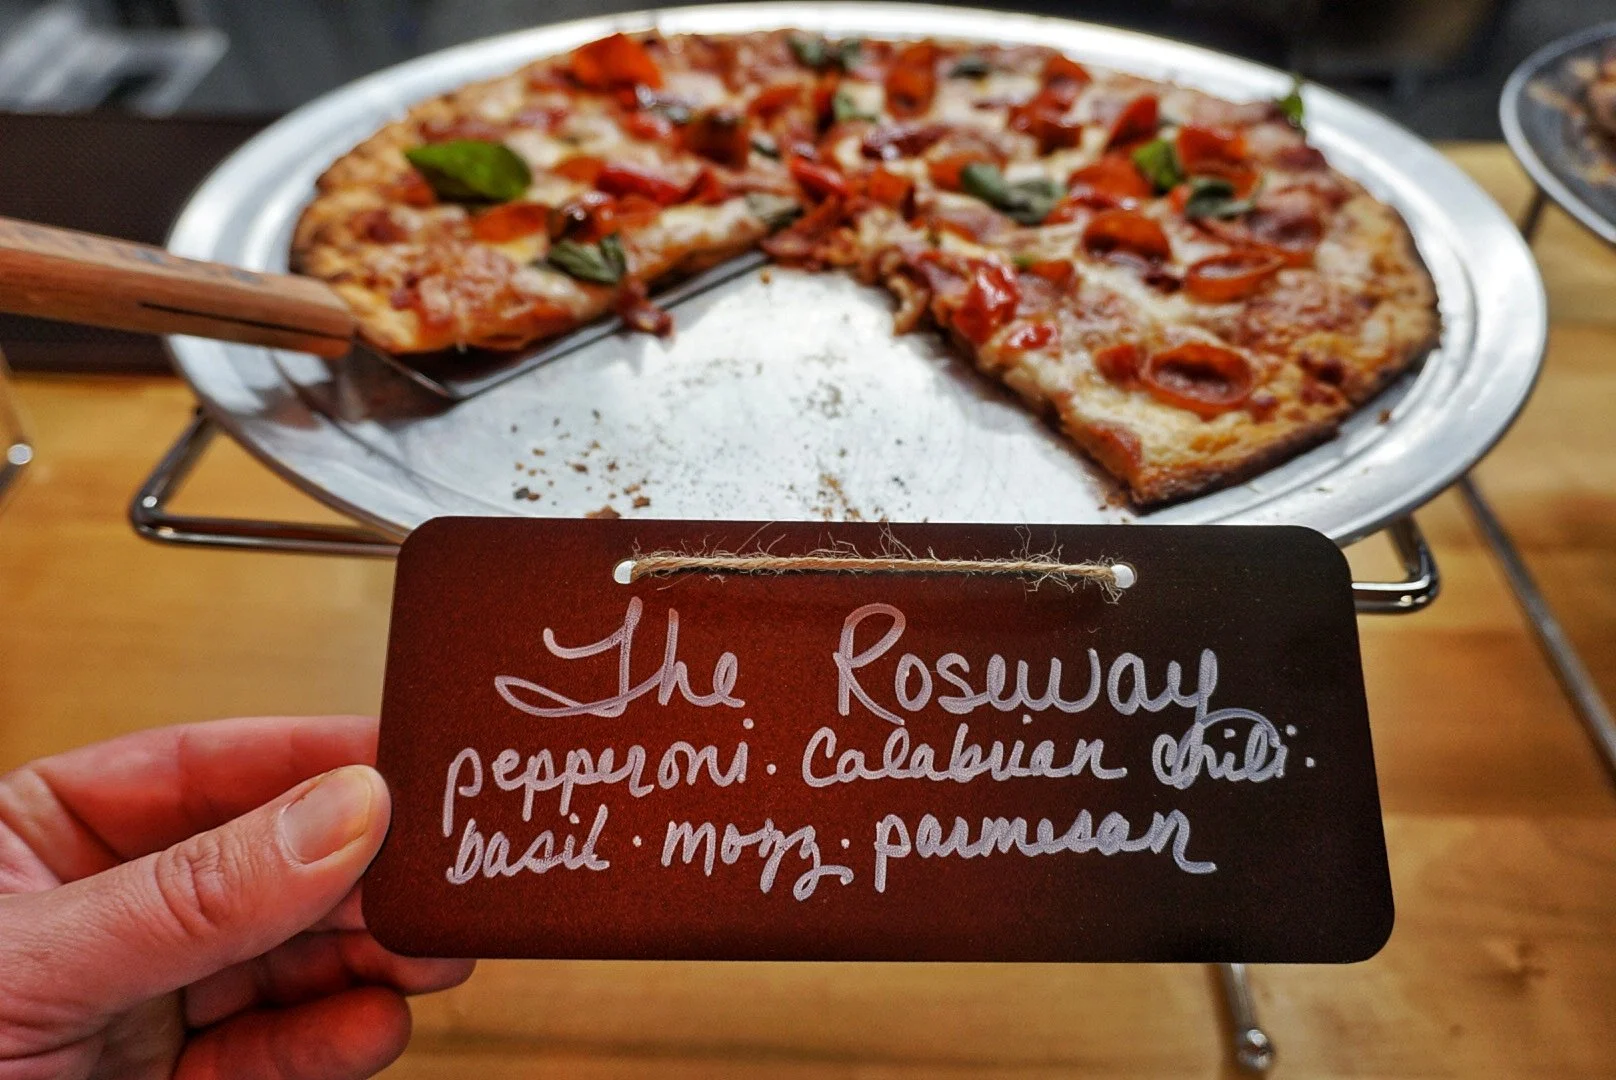 The Roseway
pepperoni · Calabrian chili ·
basil · mozz · parmesan